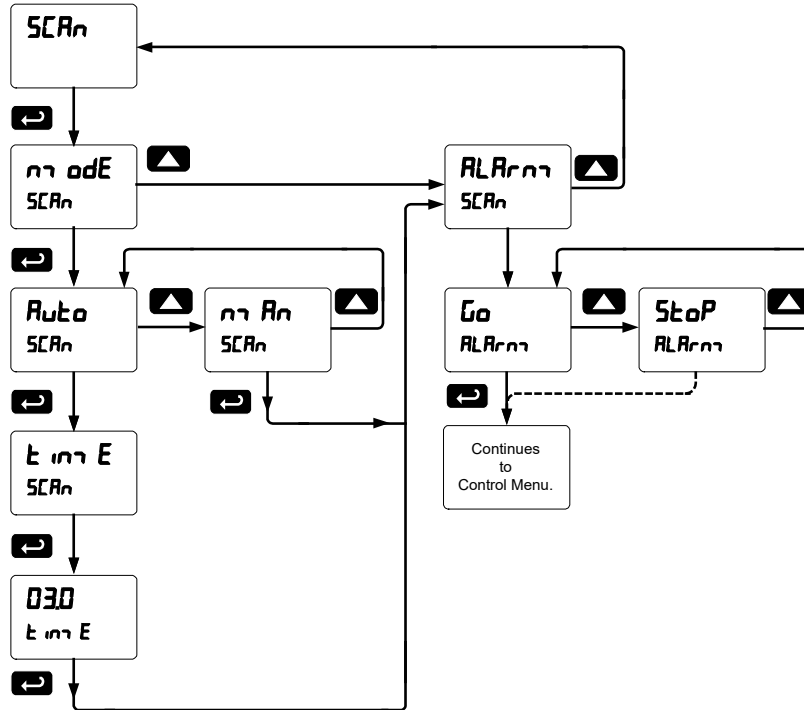 SCAn
modE
SCAn
ALArm
SCAn
Auto
SCAn
mAn
SCAn
Go
ALArm
StoP
ALArm
timE
SCAn
Continues
to
Control Menu.
03.0
timE